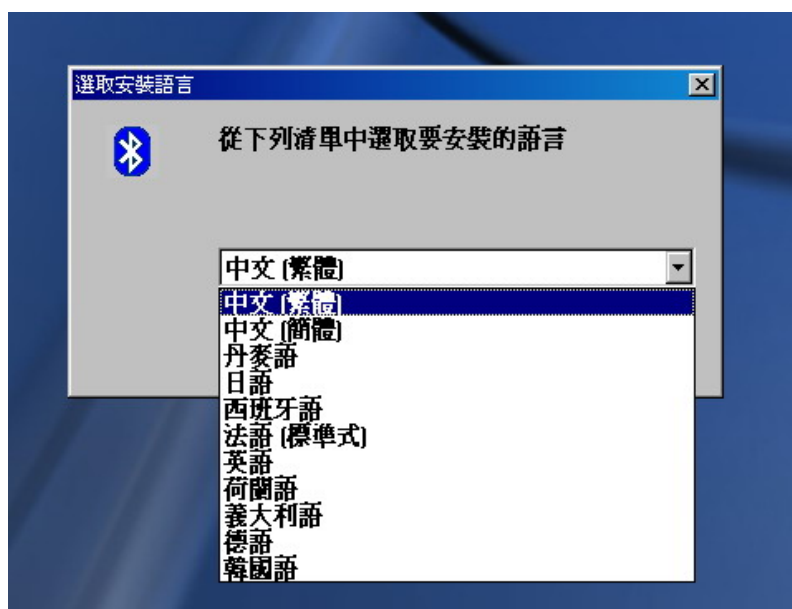 選取安裝語言
從下列清單中選取要安裝的語言
中文 (繁體)
中文 (繁體)
中文 (簡體)
丹麥語
日語
西班牙語
法語 (標準式)
英語
荷蘭語
義大利語
德語
韓國語